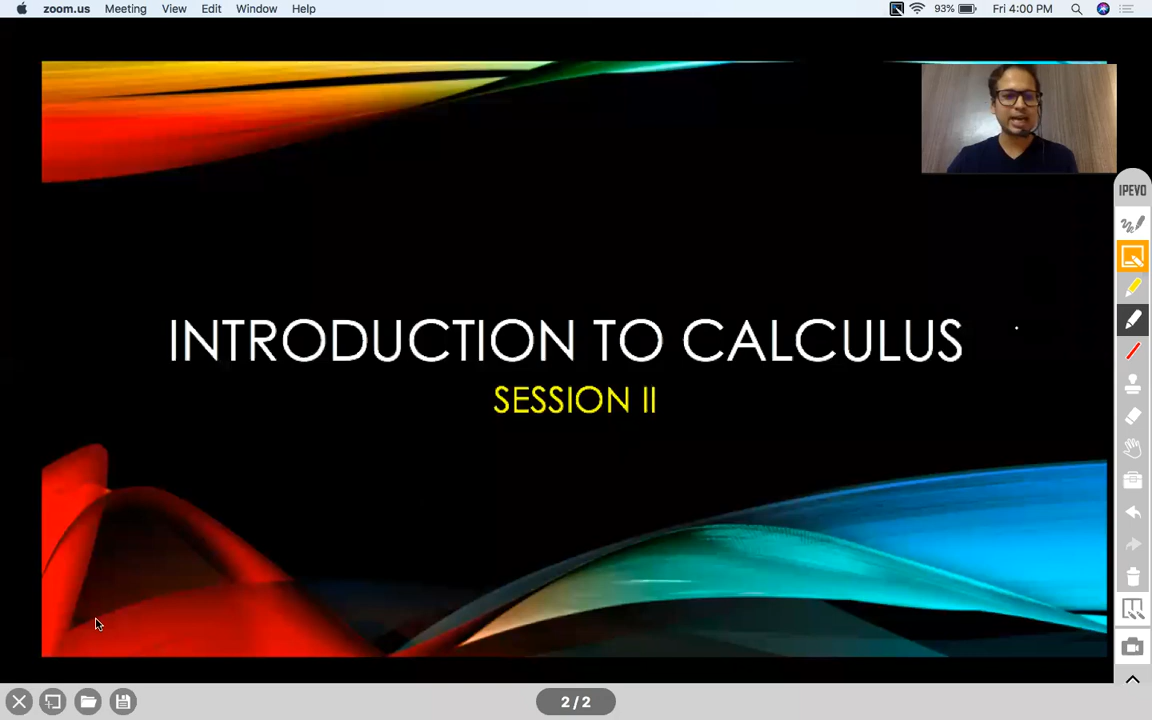 zoom.us Meeting View Edit Window Help 93% Fri 4:00 PM
IPEVO
INTRODUCTION TO CALCULUS
SESSION II
2 / 2